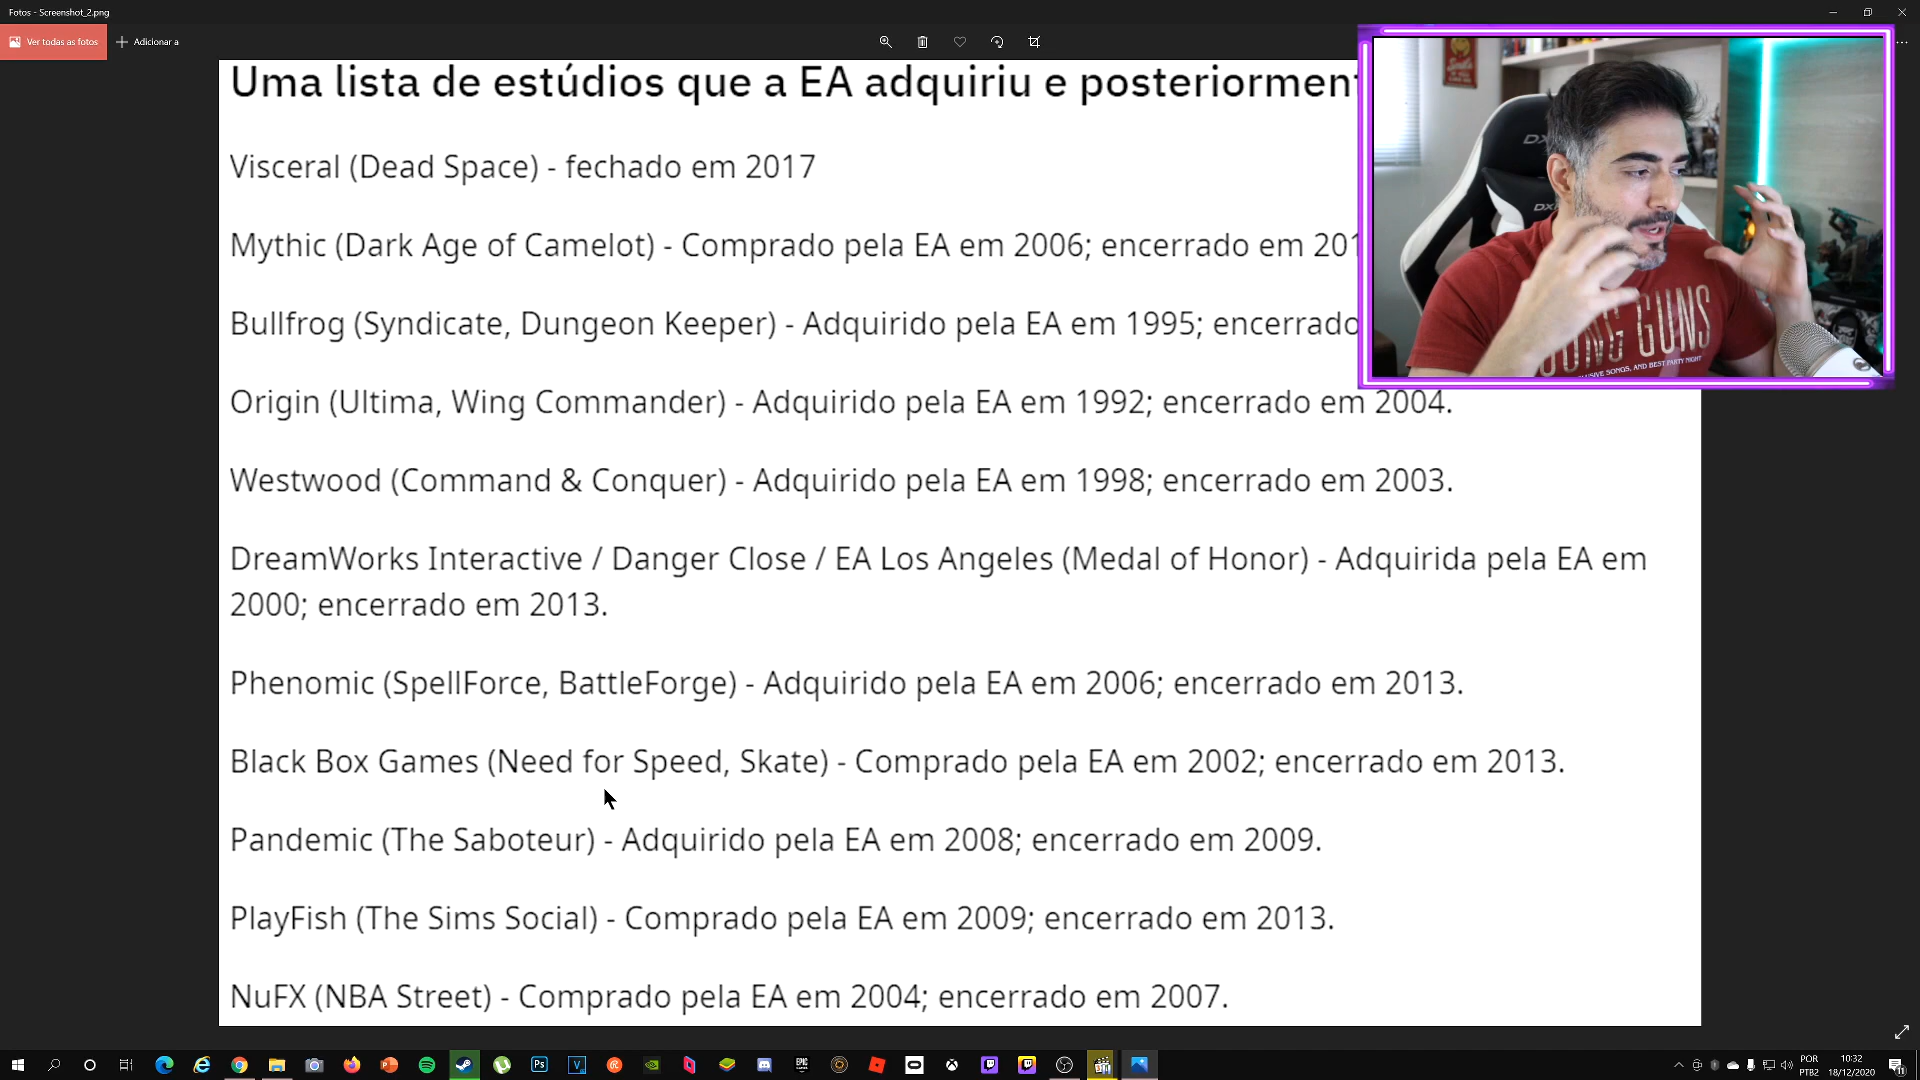 Fotos - Screenshot_2.png
Ver todas as fotos
Adicionar a
Uma lista de estúdios que a EA adquiriu e
Visceral (Dead Space) - fechado em 2017
Mythic (Dark Age of Camelot) - Comprado pela EA em 2006; encerrado em
Bullfrog (Syndicate, Dungeon Keeper) - Adquirido pela EA em 1995; encerrado
Origin (Ultima, Wing Commander) - Adquirido pela EA em 1992; encerrado em 2004.
Westwood (Command & Conquer) - Adquirido pela EA em 1998; encerrado em 2003.
DreamWorks Interactive / Danger Close / EA Los Angeles (Medal of Honor) - Adquirida pela EA em
2000; encerrado em 2013.
Phenomic (SpellForce, BattleForge) - Adquirido pela EA em 2006; encerrado em 2013.
Black Box Games (Need for Speed, Skate) - Comprado pela EA em 2002; encerrado em 2013.
Pandemic (The Saboteur) - Adquirido pela EA em 2008; encerrado em 2009.
PlayFish (The Sims Social) - Comprado pela EA em 2009; encerrado em 2013.
NuFX (NBA Street) - Comprado pela EA em 2004; encerrado em 2007.
GUNS
SONGS, AND BEST PARTY NIGHT
POR
PTB2
10:32
18/12/2020